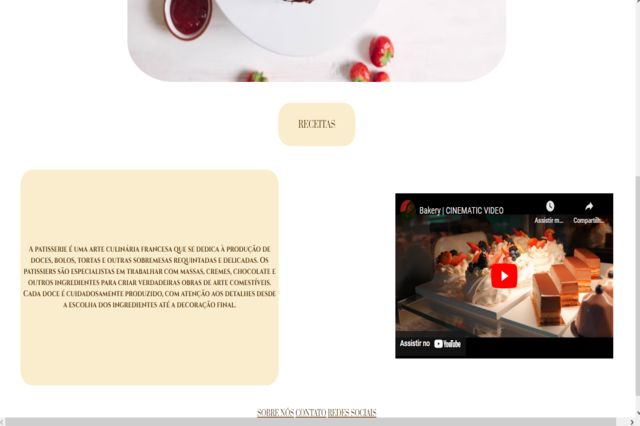 RECEITAS
A PATISSERIE É UMA ARTE CULINÁRIA FRANCESA QUE SE DEDICA À PRODUÇÃO DE
DOCES, BOLOS, TORTAS E OUTRAS SOBREMESAS REQUINTADAS E DELICADAS. OS
PATISSIERS SÃO ESPECIALISTAS EM TRABALHAR COM MASSAS, CREMES, CHOCOLATE E
OUTROS INGREDIENTES PARA CRIAR VERDADEIRAS OBRAS DE ARTE COMESTÍVEIS.
CADA DOCE É CUIDADOSAMENTE PRODUZIDO, COM ATENÇÃO AOS DETALHES DESDE
A ESCOLHA DOS INGREDIENTES ATÉ A DECORAÇÃO FINAL.
Bakery | CINEMATIC VIDEO
Assistir m... Compartilh...
Assistir no YouTube
SOBRE NÓS CONTATO REDES SOCIAIS